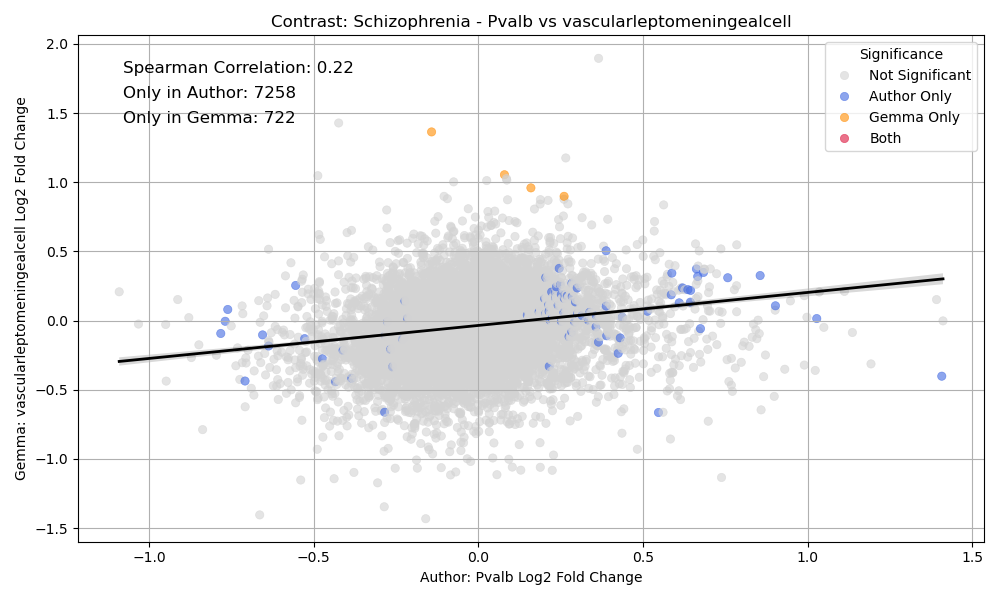 Contrast: Schizophrenia - Pvalb vs vascularleptomeningealcell
Spearman Correlation: 0.22
Only in Author: 7258
Only in Gemma: 722
Significance
Not Significant
Author Only
Gemma Only
Both
Gemma: vascularleptomeningealcell Log2 Fold Change
2.0
1.5
1.0
0.5
0.0
−0.5
−1.0
−1.5
−1.0
−0.5
0.0
0.5
1.0
1.5
Author: Pvalb Log2 Fold Change